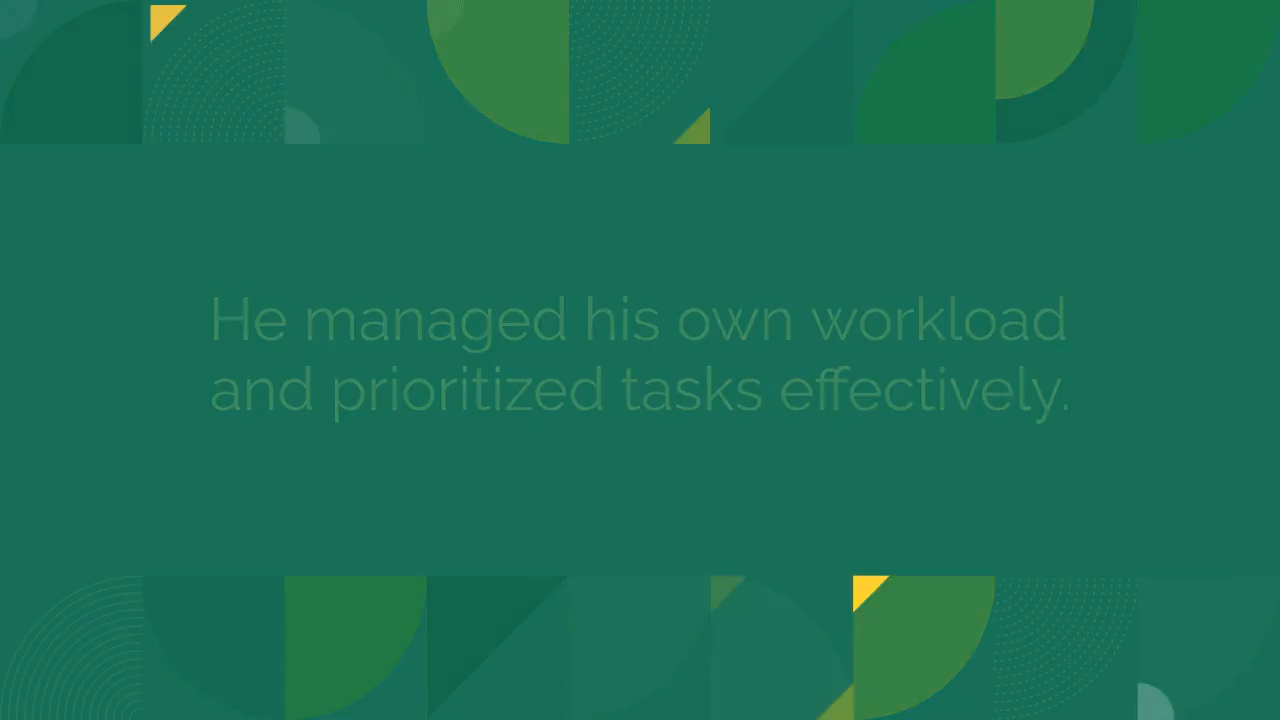 He managed his own workload
and prioritized tasks effectively.